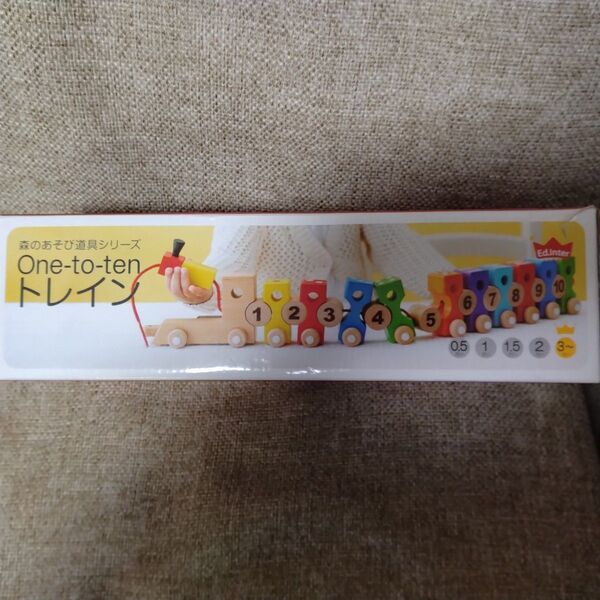 森のあそび道具シリーズ
One-to-ten
トレイン
Ed.Inter
1 2 3 4 5 6 7 8 9 10
0.5 1 1.5 2 3~